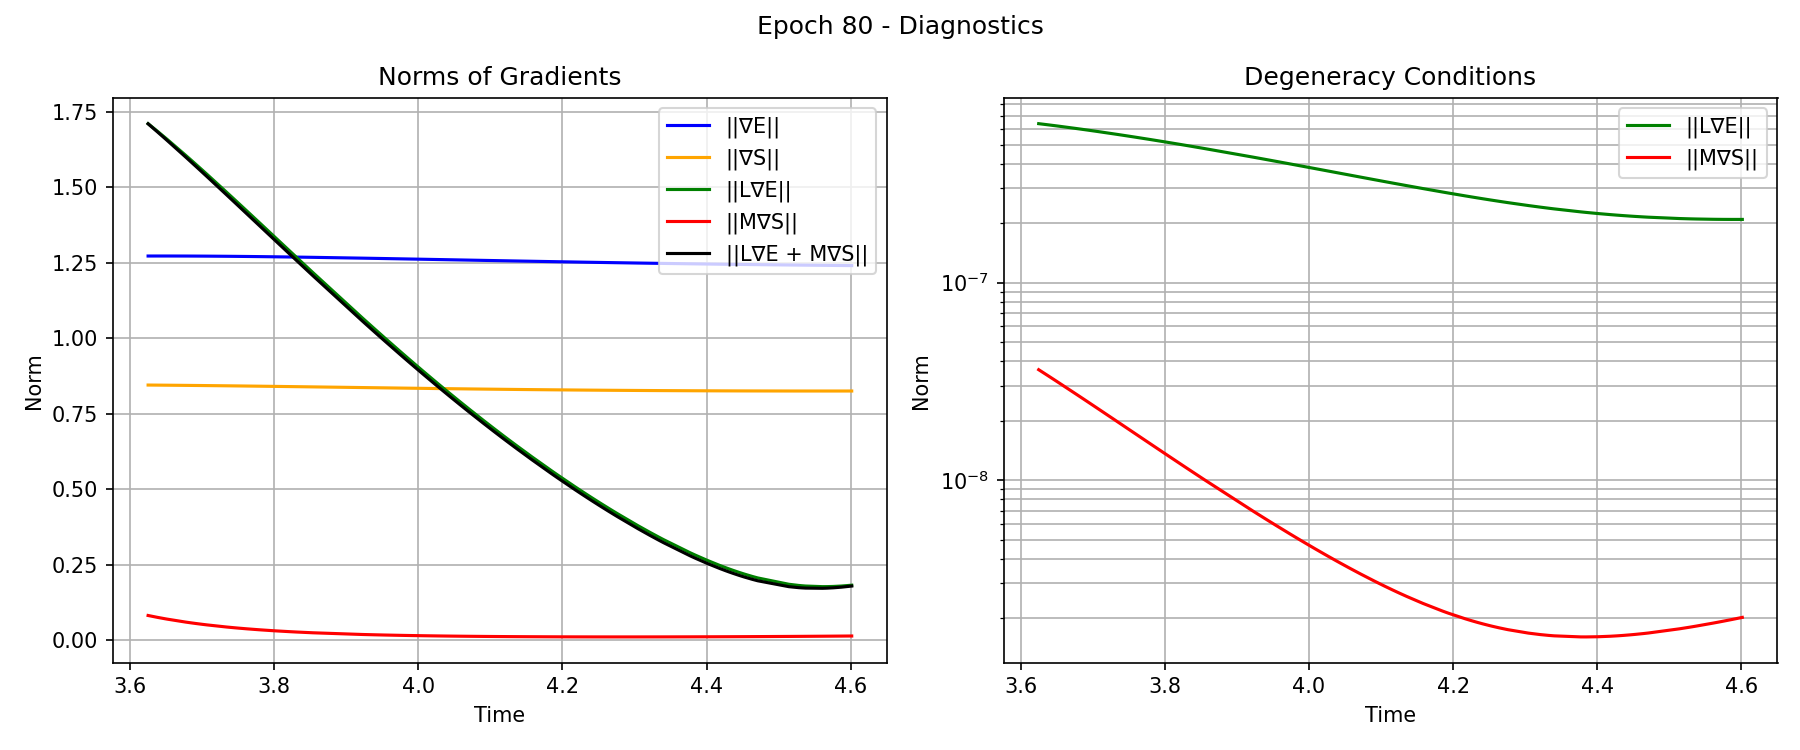 Epoch 80 - Diagnostics
Norms of Gradients
1.75
1.50
1.25
1.00
0.75
0.50
0.25
0.00
Norm
3.6 3.8 4.0 4.2 4.4 4.6
Time
||∇E||
||∇S||
||L∇E||
||M∇S||
||L∇E + M∇S||
Degeneracy Conditions
10⁻⁷
10⁻⁸
Norm
3.6 3.8 4.0 4.2 4.4 4.6
Time
||L∇E||
||M∇S||